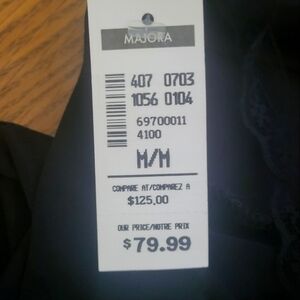 MAJORA
407 0703
1056 0104
69700011
4100
M/M
COMPARE AT/COMPAREZ A
$125.00
OUR PRICE/NOTRE PRIX
$79.99